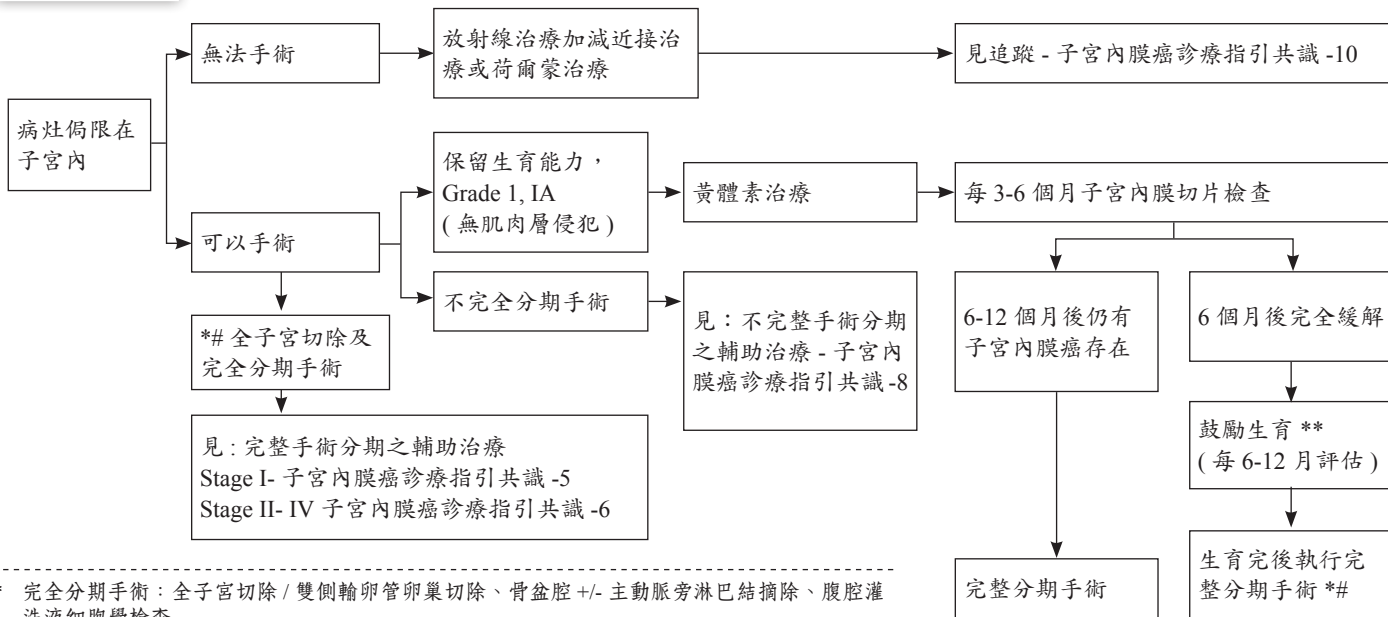 無法手術
放射線治療加減近接治
療或荷爾蒙治療
見追蹤 - 子宮內膜癌診療指引共識 -10
病灶侷限在
子宮內
保留生育能力，
Grade 1, IA
( 無肌肉層侵犯 )
黃體素治療
每 3-6 個月子宮內膜切片檢查
可以手術
不完全分期手術
見：不完整手術分期
之輔助治療 - 子宮內
膜癌診療指引共識 -8
6-12 個月後仍有
子宮內膜癌存在
6 個月後完全緩解
*# 全子宮切除及
完全分期手術
鼓勵生育 **
( 每 6-12 月評估 )
見 : 完整手術分期之輔助治療
Stage I- 子宮內膜癌診療指引共識 -5
Stage II- IV 子宮內膜癌診療指引共識 -6
完整分期手術
生育完後執行完
整分期手術 *#
* 完全分期手術：全子宮切除 / 雙側輸卵管卵巢切除、骨盆腔 +/- 主動脈旁淋巴結摘除、腹腔灌